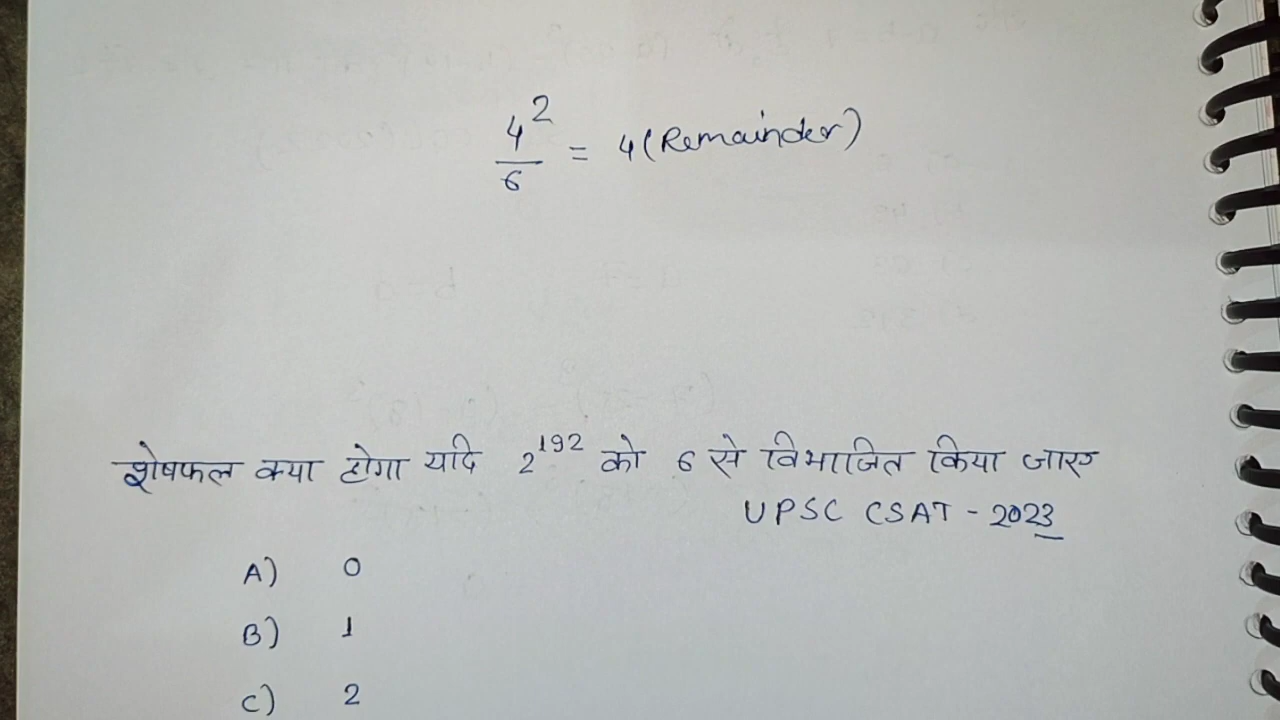 4²/6 = 4 (Remainder)
शेषफल क्या होगा यदि 2¹⁹² को 6 से विभाजित किया जाए
UPSC CSAT - 2023
A) 0
B) 1
C) 2